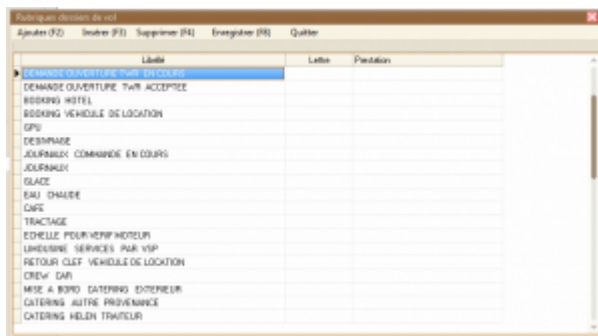 Rubriques dossiers de vol
Ajouter (F2) Insérer (F3) Supprimer (F4) Enregistrer (F8) Quitter
Libellé Lettre Prestation
DEMANDE OUVERTURE TWR EN COURS
DEMANDE OUVERTURE TWR ACCEPTEE
BOOKING HOTEL
BOOKING VEHICULE DE LOCATION
GPU
DEGIVRAGE
JOURNAUX COMMANDE EN COURS
JOURNAUX
GLACE
EAU CHAUDE
CAFE
TRACTAGE
ECHELLE POUR VERIF MOTEUR
LIMOUSINE SERVICES PAR VSP
RETOUR CLEF VEHICULE DE LOCATION
CREW CAR
MISE A BORD CATERING EXTERIEUR
CATERING AUTRE PROVENANCE
CATERING HELEN TRAITEUR